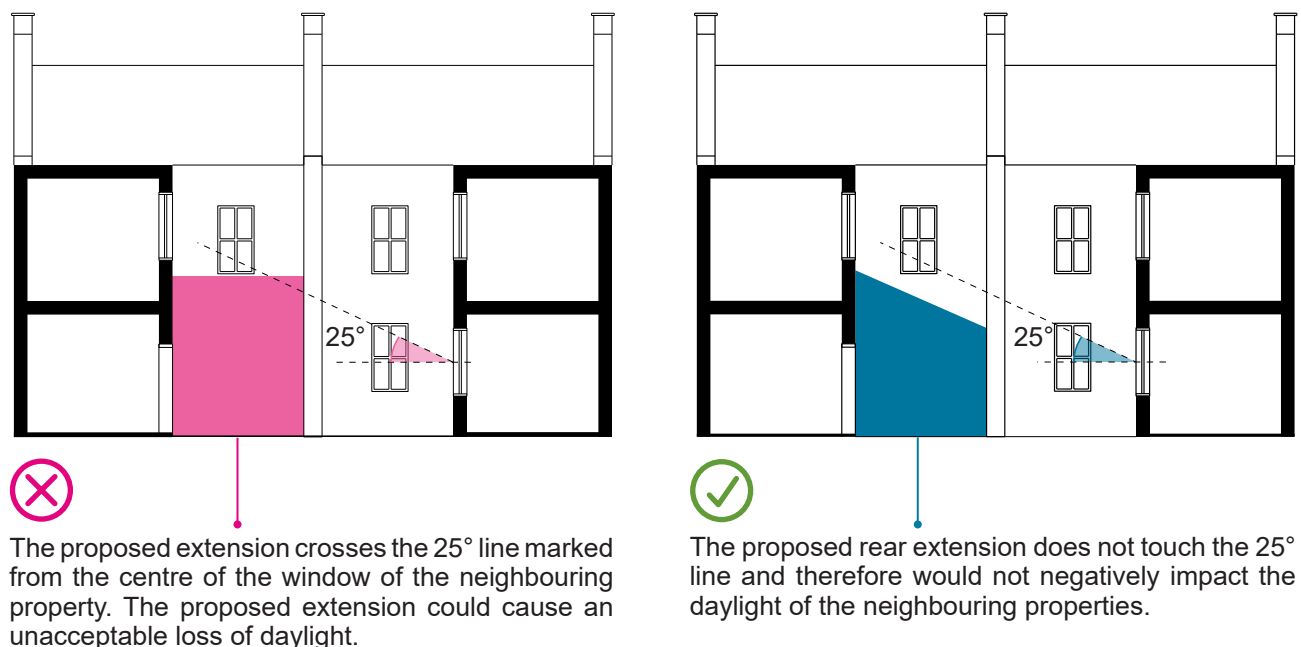 25°
25°
The proposed extension crosses the 25° line marked
from the centre of the window of the neighbouring
property. The proposed extension could cause an
unacceptable loss of daylight.
The proposed rear extension does not touch the 25°
line and therefore would not negatively impact the
daylight of the neighbouring properties.